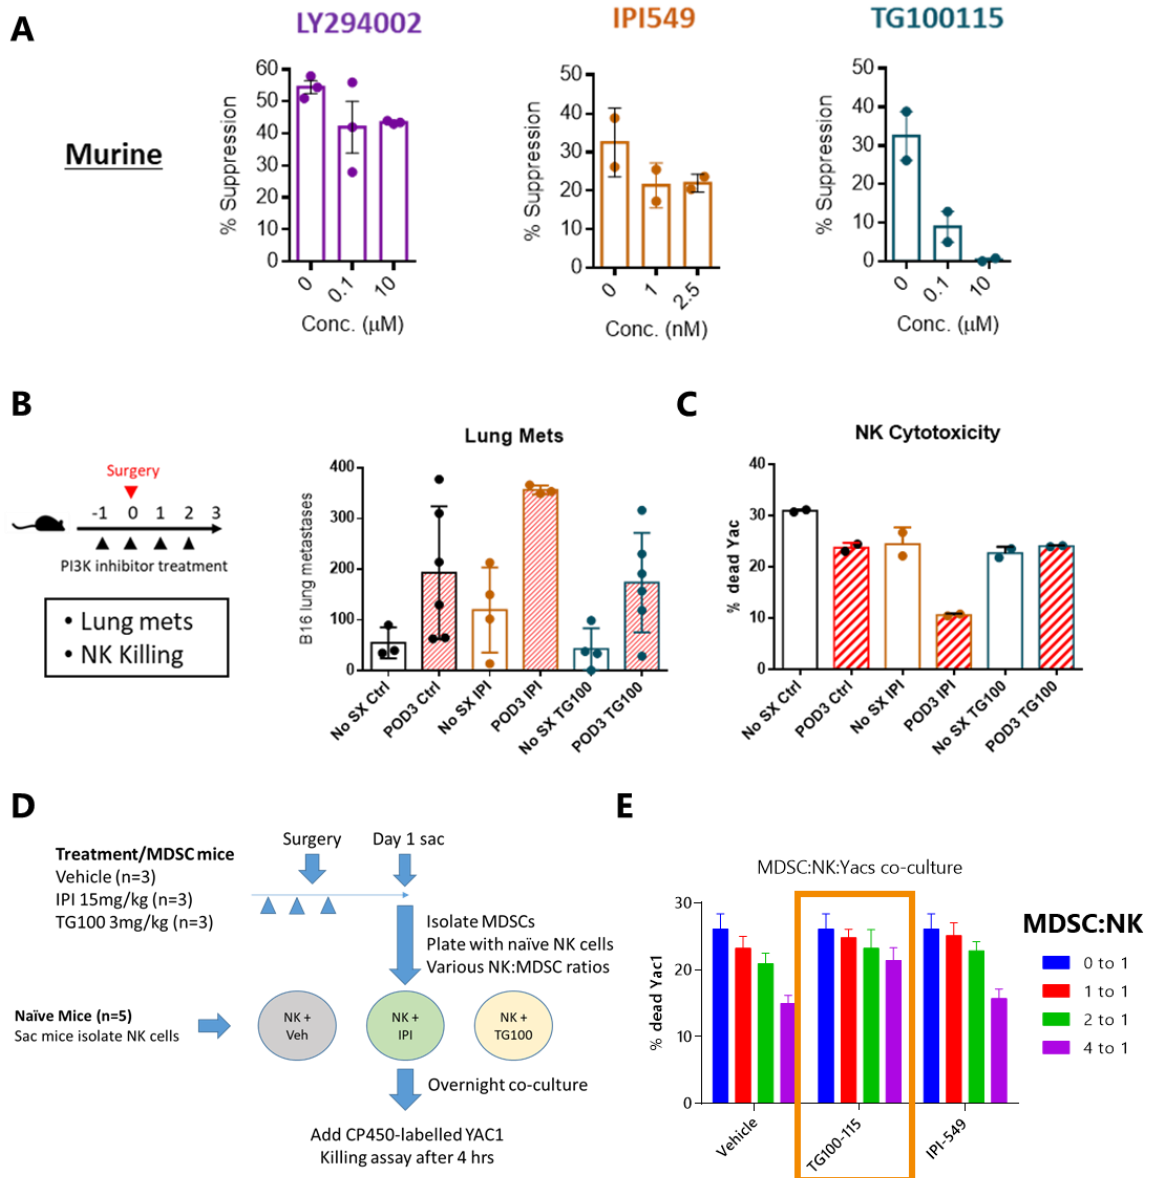 A
LY294002
IPI549
TG100115
Murine
% Suppression
60
50
40
30
20
10
0
0
0.1
10
Conc. (μM)
% Suppression
50
40
30
20
10
0
0
1
2.5
Conc. (nM)
% Suppression
50
40
30
20
10
0
0
0.1
10
Conc. (μM)
B
Surgery
-1 0 1 2 3
PI3K inhibitor treatment
• Lung mets
• NK Killing
Lung Mets
B16 lung metastases
400
300
200
100
0
No SX Ctrl
POD3 Ctrl
No SX IPI
POD3 IPI
No SX TG100
POD3 TG100
C
NK Cytotoxicity
% dead Yac
40
30
20
10
0
No SX Ctrl
POD3 Ctrl
No SX IPI
POD3 IPI
No SX TG100
POD3 TG100
D
Surgery
Day 1 sac
Treatment/MDSC mice
Vehicle (n=3)
IPI 15mg/kg (n=3)
TG100 3mg/kg (n=3)
Isolate MDSCs
Plate with naïve NK cells
Various NK:MDSC ratios
Naïve Mice (n=5)
Sac mice isolate NK cells
NK +
Veh
NK +
IPI
NK +
TG100
Overnight co-culture
Add CP450-labelled YAC1
Killing assay after 4 hrs
E
MDSC:NK:Yacs co-culture
% dead Yac1
30
20
10
0
Vehicle
TG100-115
IPI-549
MDSC:NK
0 to 1
1 to 1
2 to 1
4 to 1